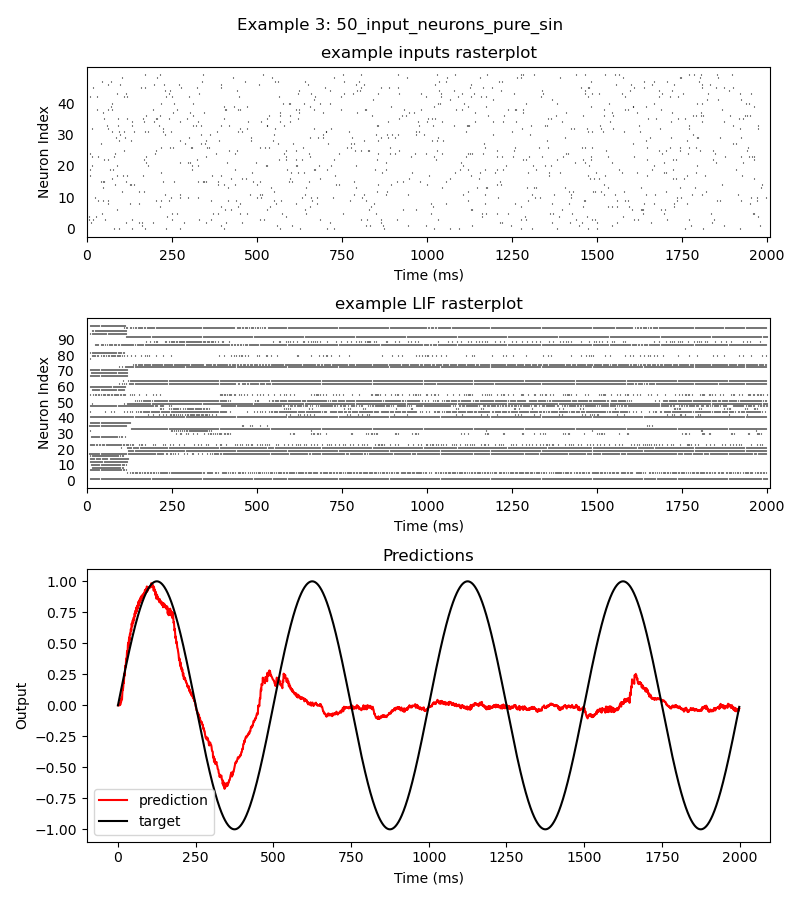 Example 3: 50_input_neurons_pure_sin
example inputs rasterplot
Neuron Index
40
30
20
10
0
0 250 500 750 1000 1250 1500 1750 2000
Time (ms)
example LIF rasterplot
Neuron Index
90
80
70
60
50
40
30
20
10
0
0 250 500 750 1000 1250 1500 1750 2000
Time (ms)
Predictions
Output
1.00
0.75
0.50
0.25
0.00
−0.25
−0.50
−0.75
−1.00
prediction
target
0 250 500 750 1000 1250 1500 1750 2000
Time (ms)